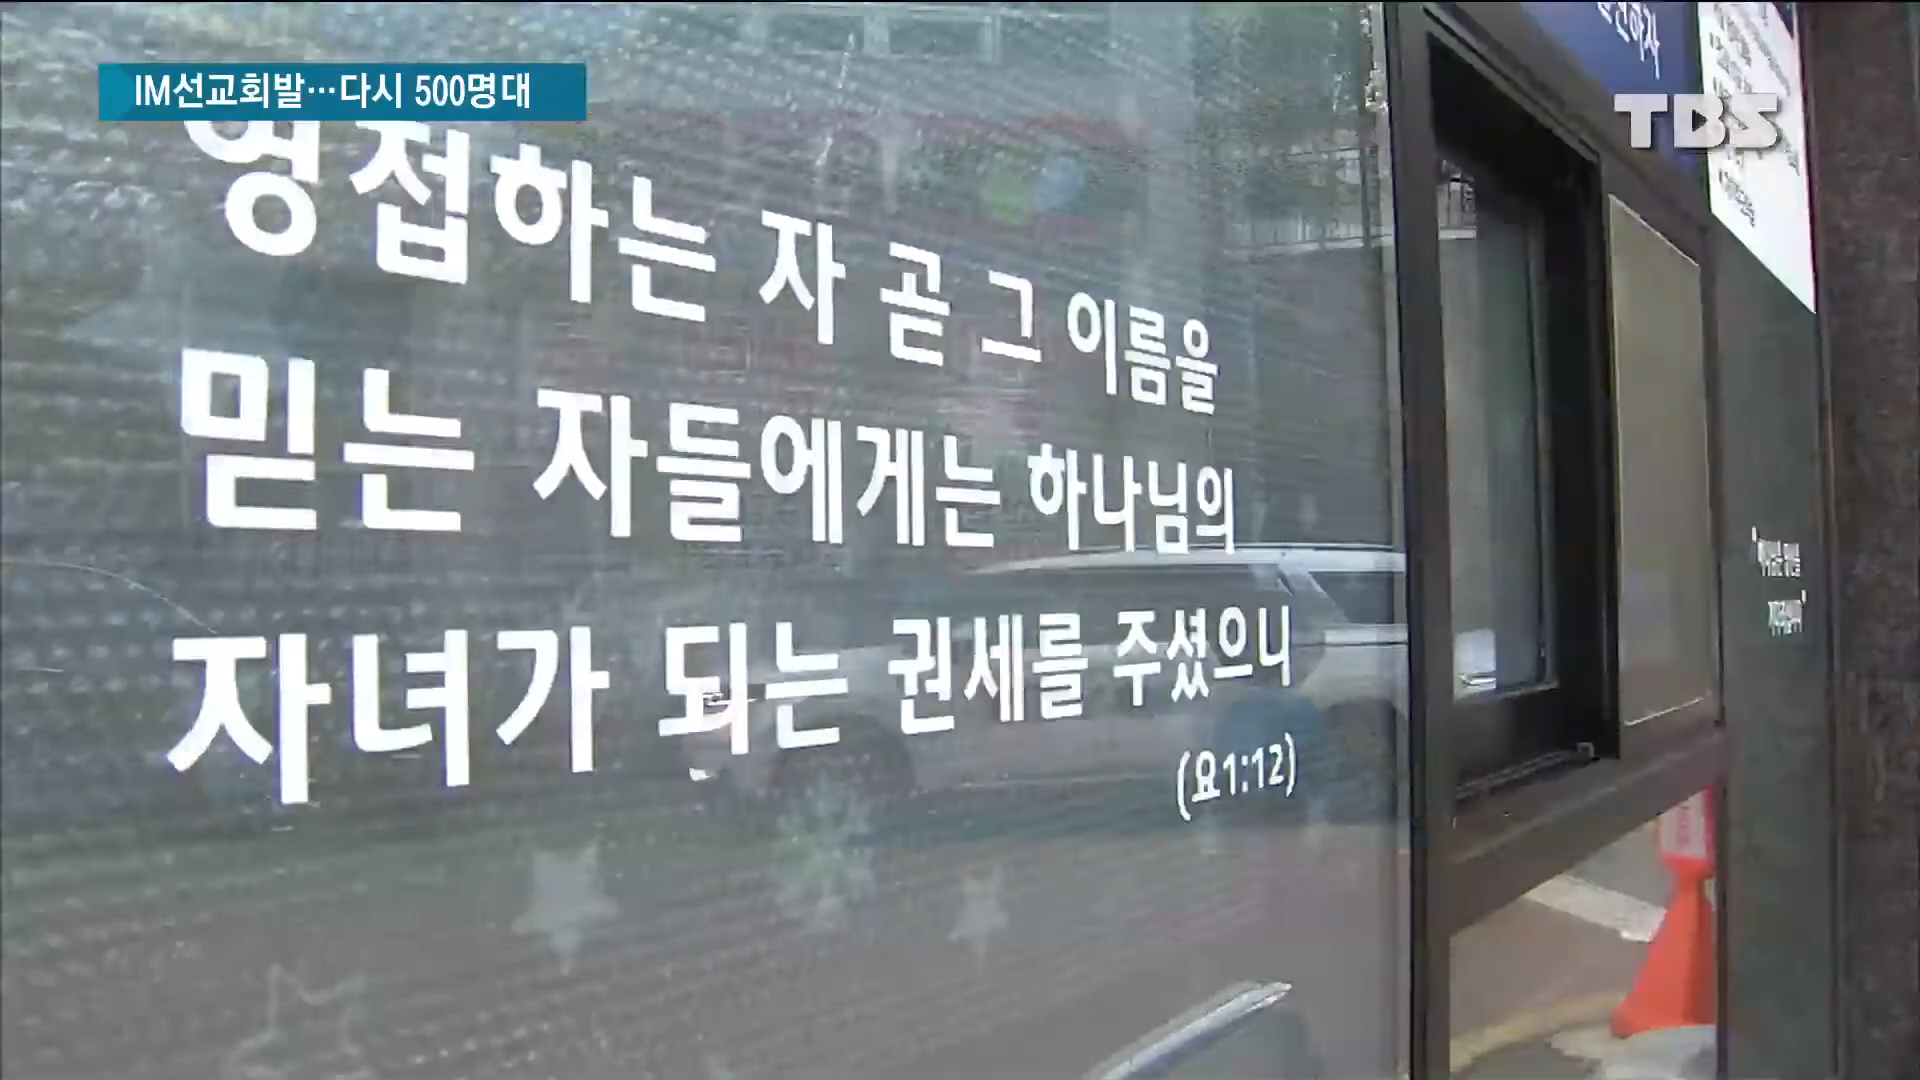 IM선교회발…다시 500명대
TBS
영접하는 자 곧 그 이름을
믿는 자들에게는 하나님의
자녀가 되는 권세를 주셨으니
(요1:12)